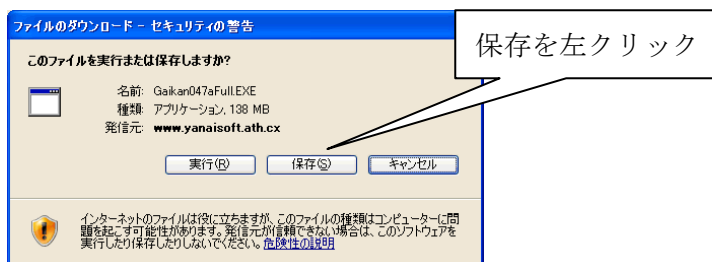 ファイルのダウンロード - セキュリティの警告
保存を左クリック
このファイルを実行または保存しますか?
名前: Gaikan047aFull.EXE
種類: アプリケーション, 138 MB
発信元: www.yanaisoft.ath.cx
実行(R) 保存(S) キャンセル
インターネットのファイルは役に立ちますが、このファイルの種類はコンピューターに問
題を起こす可能性があります。発信元が信頼できない場合は、このソフトウェアを
実行したり保存したりしないでください。危険性の説明